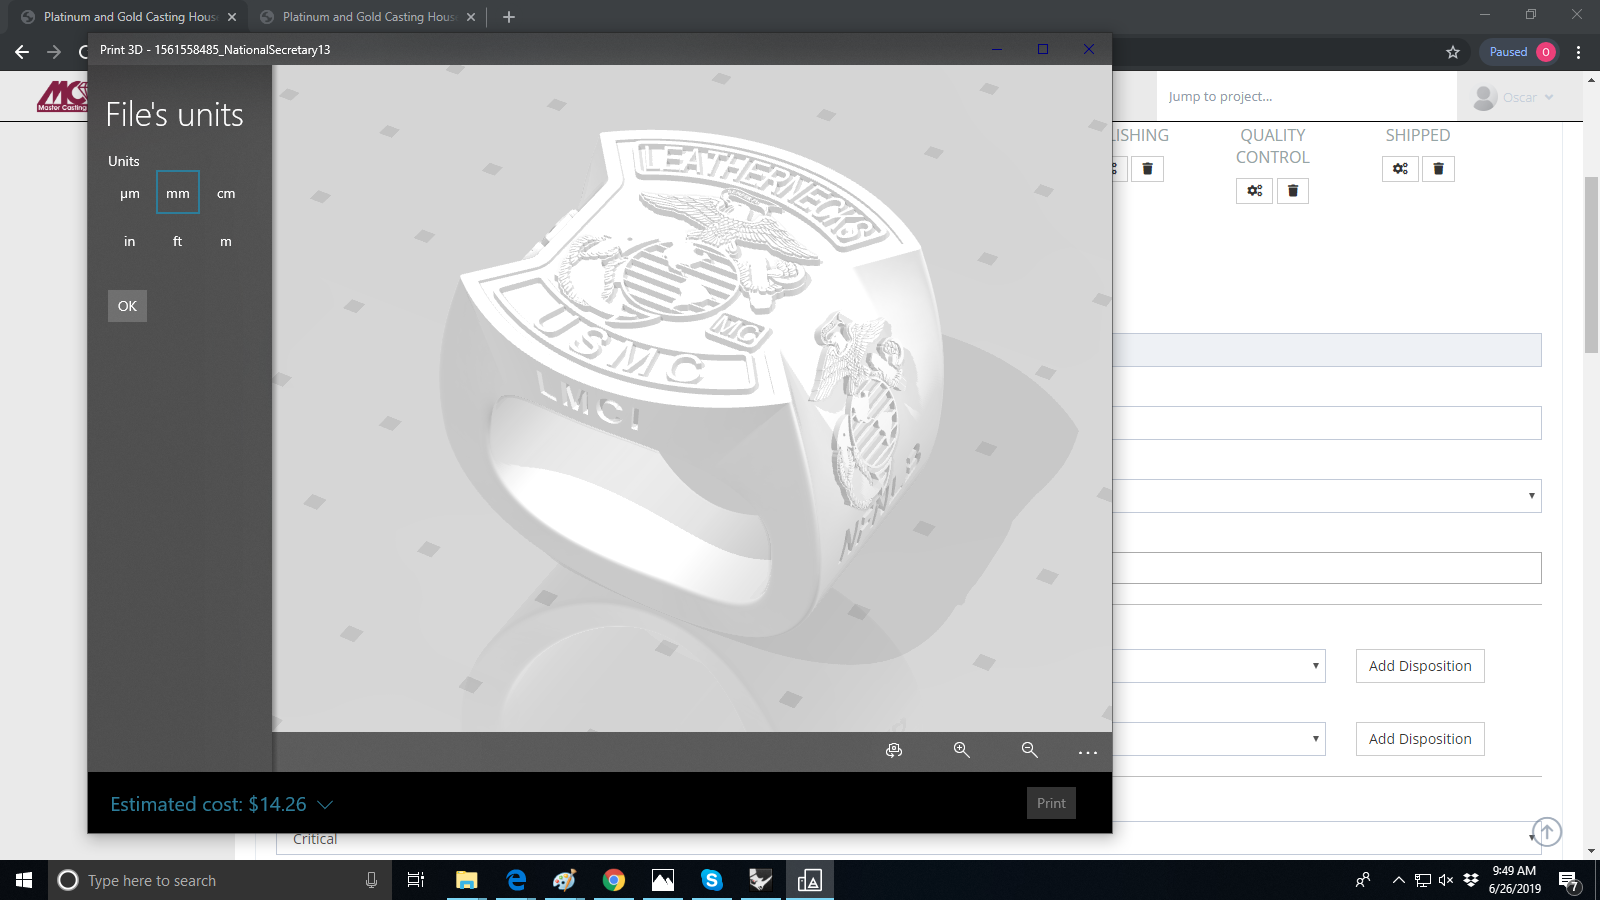 Platinum and Gold Casting Hous
Platinum and Gold Casting Hous
Print 3D - 1561558485_NationalSecretary13
Paused 0
MC
Master Casting
Jump to project...
Oscar
File's units
Units
µm mm cm
in ft m
OK
LISHING
QUALITY
CONTROL
SHIPPED
LEATHERNECKS
MC
USMC
LMCI
Add Disposition
Add Disposition
Estimated cost: $14.26
Print
Critical
Type here to search
9:49 AM
6/26/2019
7